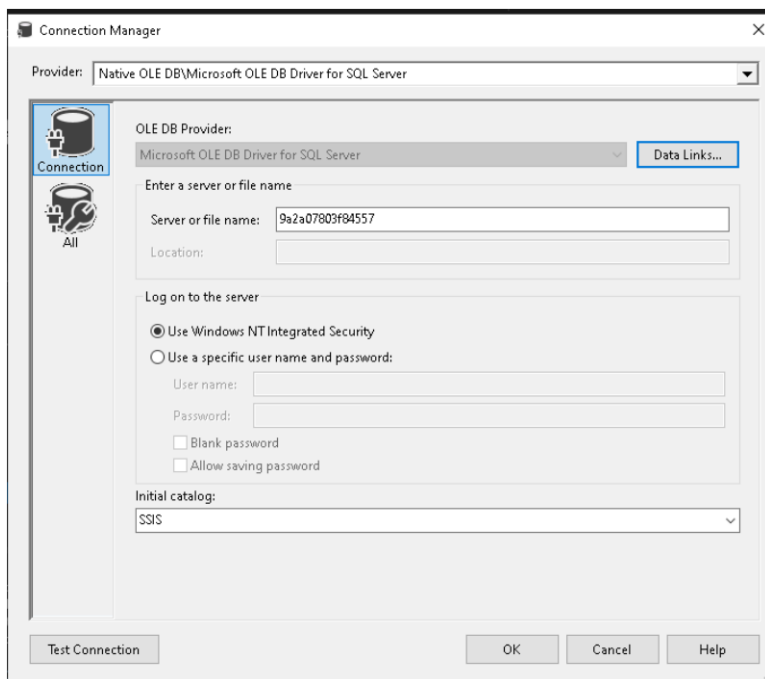 Connection Manager
Provider: Native OLE DB\Microsoft OLE DB Driver for SQL Server
Connection
All
OLE DB Provider:
Microsoft OLE DB Driver for SQL Server
Data Links...
Enter a server or file name
Server or file name: 9a2a07803f84557
Location:
Log on to the server
Use Windows NT Integrated Security
Use a specific user name and password:
User name:
Password:
Blank password
Allow saving password
Initial catalog:
SSIS
Test Connection OK Cancel Help